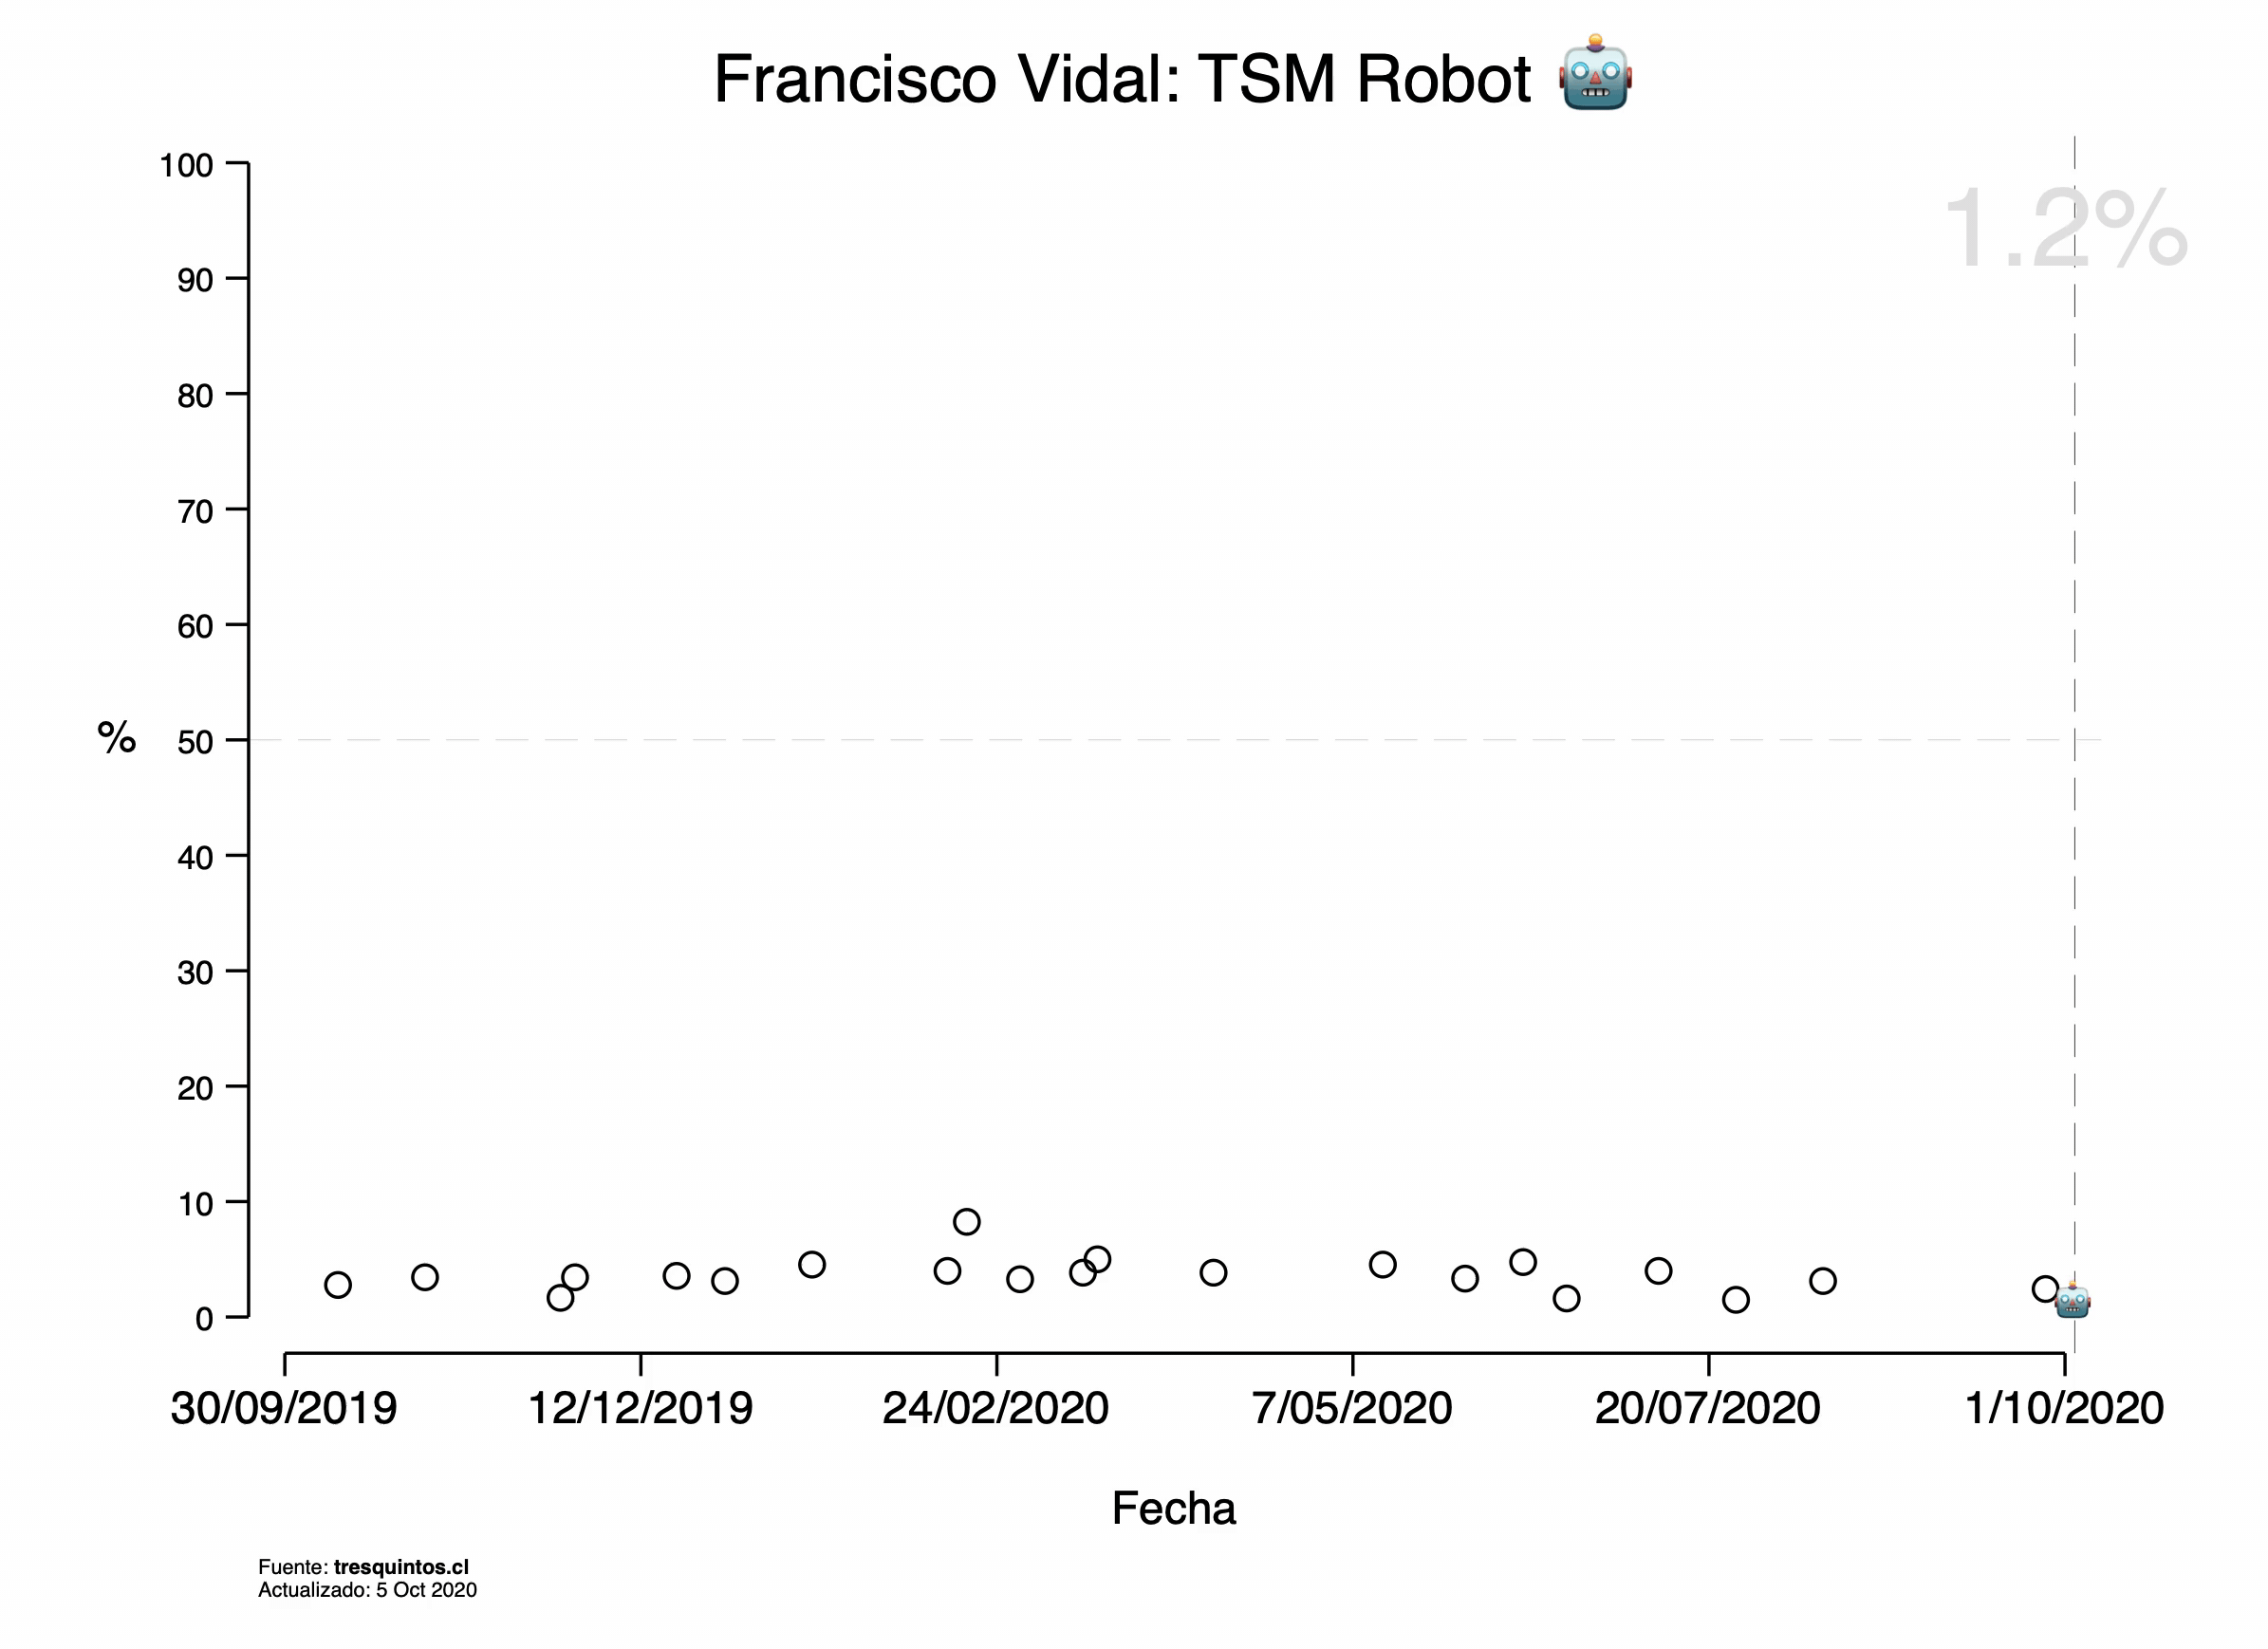 Francisco Vidal: TSM Robot 🤖
1.2%
100
90
80
70
60
50
40
30
20
10
0
%
30/09/2019 12/12/2019 24/02/2020 7/05/2020 20/07/2020 1/10/2020
Fecha
Fuente: tresquintos.cl
Actualizado: 5 Oct 2020